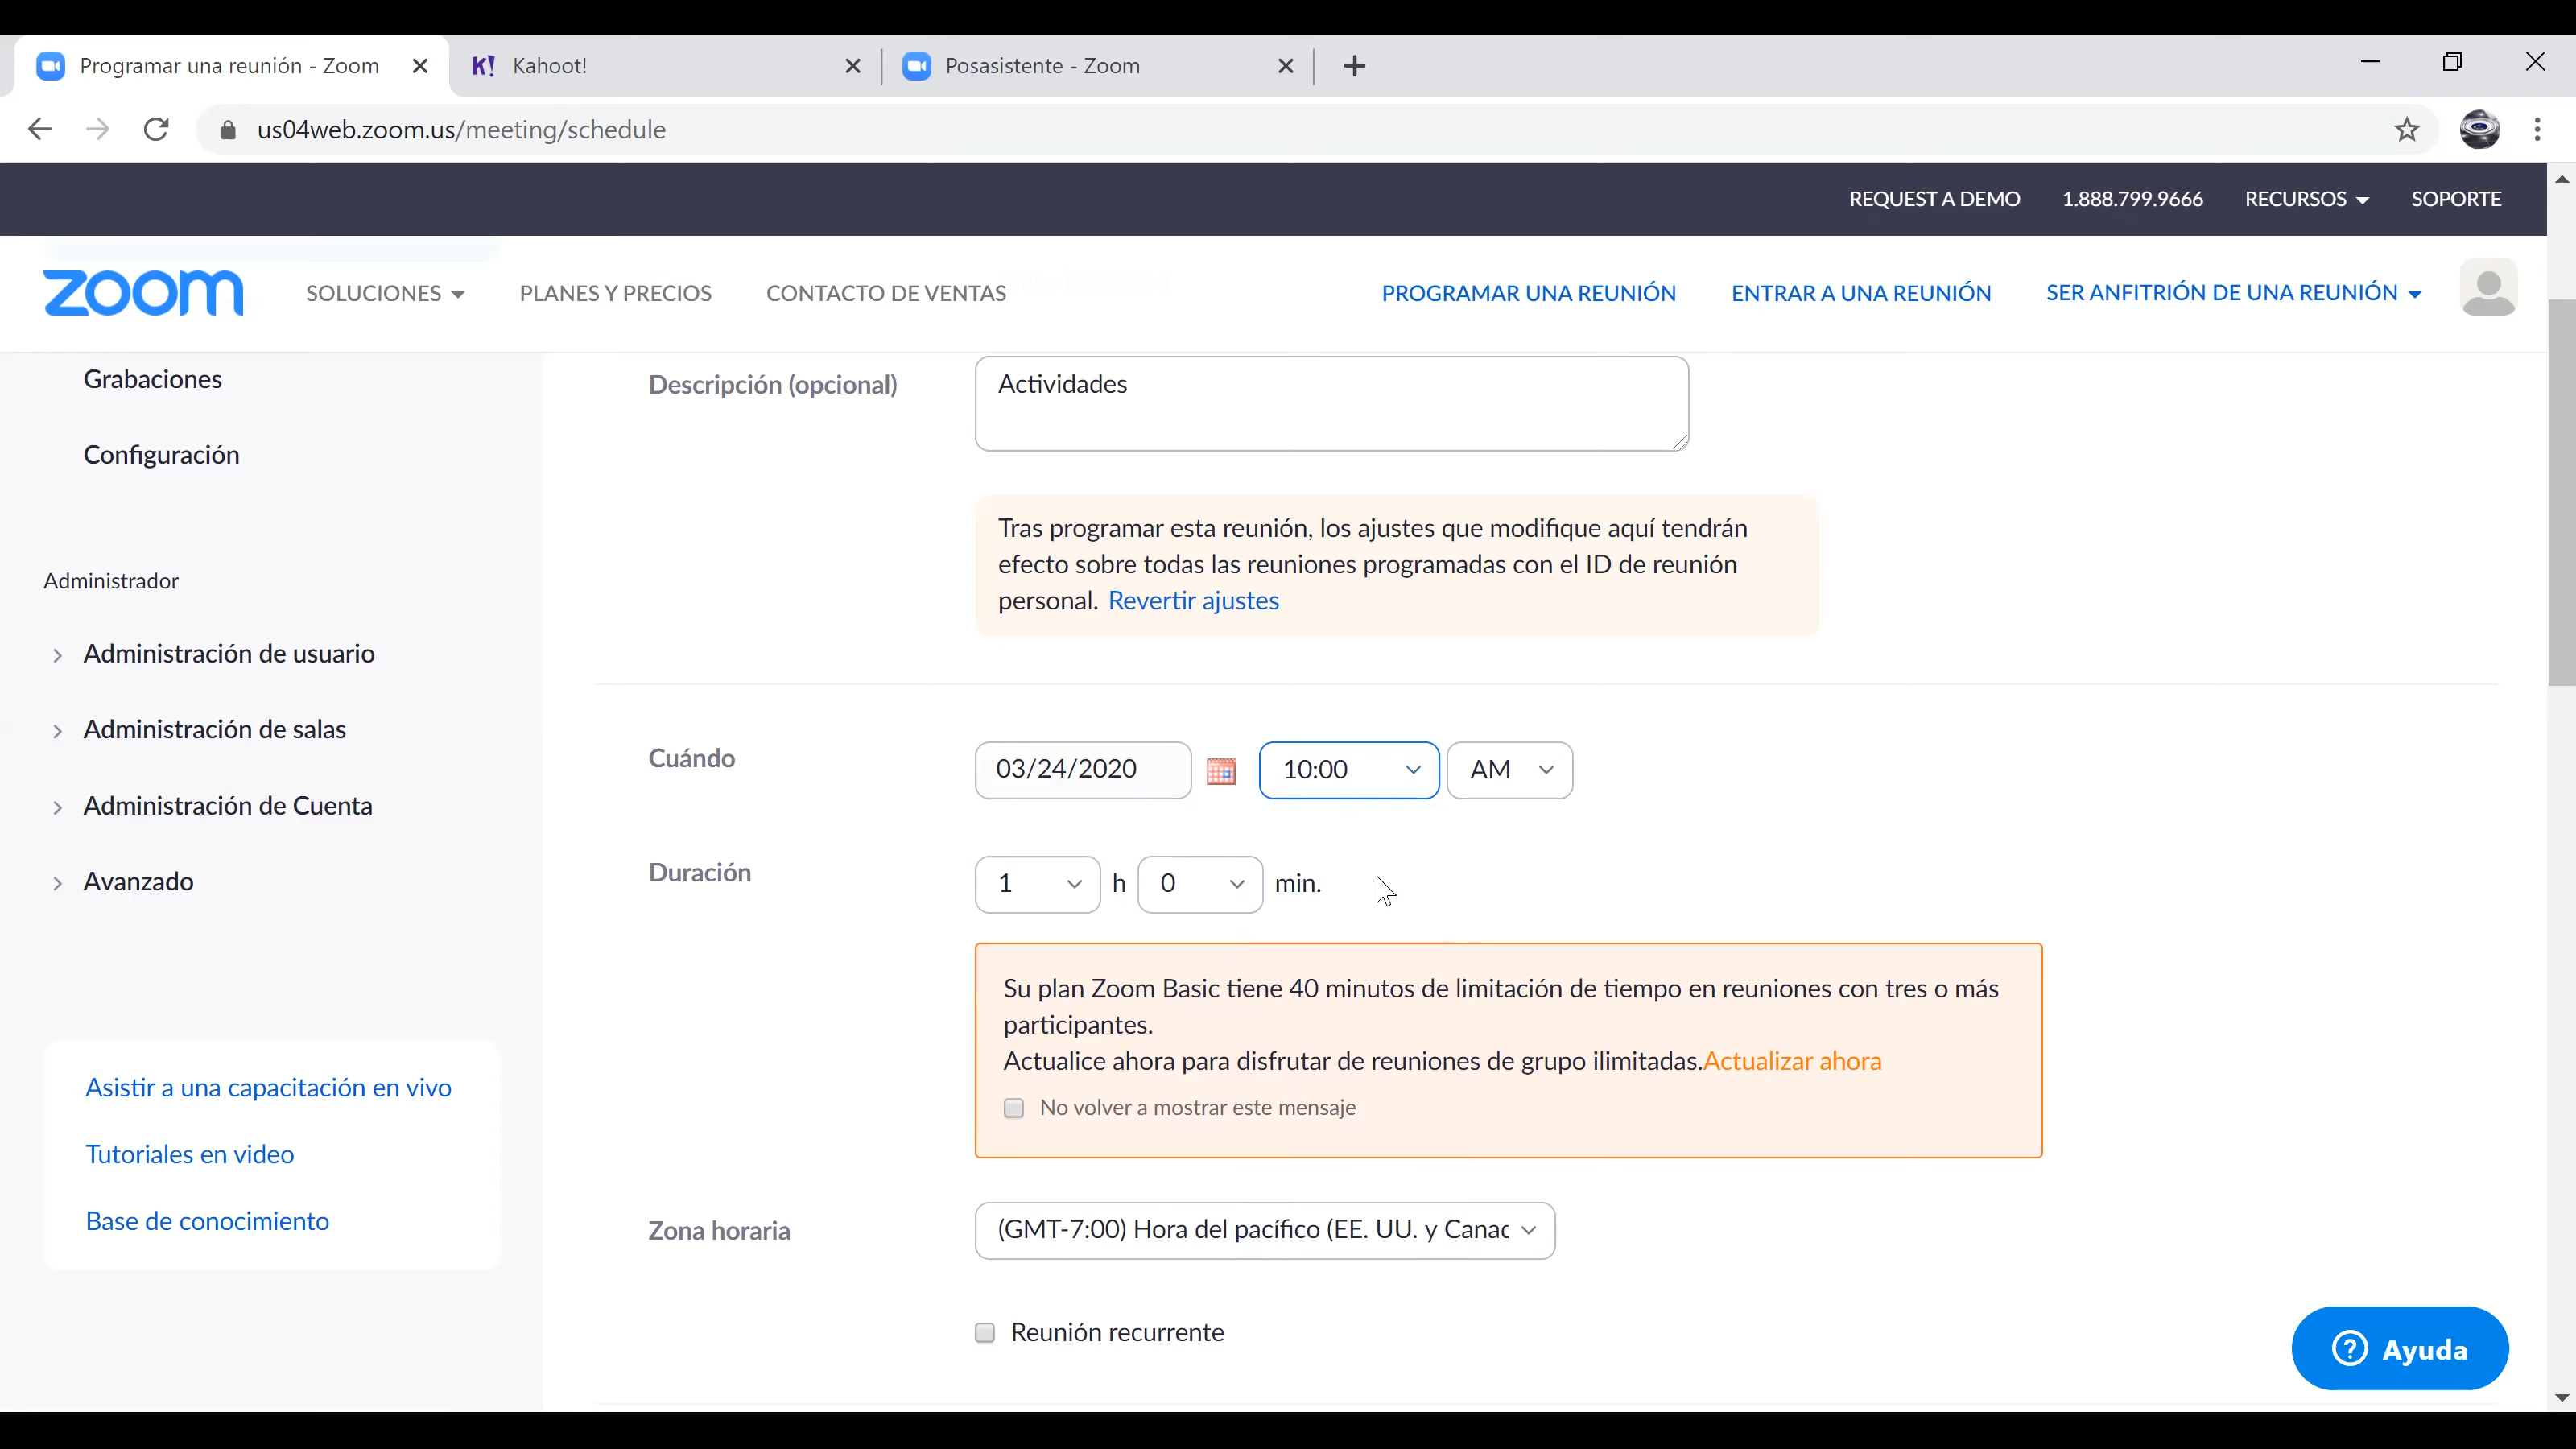 Programar una reunión - Zoom
K! Kahoot!
Posasistente - Zoom
us04web.zoom.us/meeting/schedule
REQUEST A DEMO 1.888.799.9666 RECURSOS SOPORTE
zoom SOLUCIONES PLANES Y PRECIOS CONTACTO DE VENTAS PROGRAMAR UNA REUNIÓN ENTRAR A UNA REUNIÓN SER ANFITRIÓN DE UNA REUNIÓN
Grabaciones
Configuración
Administrador
Administración de usuario
Administración de salas
Administración de Cuenta
Avanzado
Asistir a una capacitación en vivo
Tutoriales en video
Base de conocimiento
Descripción (opcional) Actividades
Tras programar esta reunión, los ajustes que modifique aquí tendrán
efecto sobre todas las reuniones programadas con el ID de reunión
personal. Revertir ajustes
Cuándo 03/24/2020 10:00 AM
Duración 1 h 0 min.
Su plan Zoom Basic tiene 40 minutos de limitación de tiempo en reuniones con tres o más
participantes.
Actualice ahora para disfrutar de reuniones de grupo ilimitadas.Actualizar ahora
No volver a mostrar este mensaje
Zona horaria (GMT-7:00) Hora del pacífico (EE. UU. y Canac
Reunión recurrente
? Ayuda